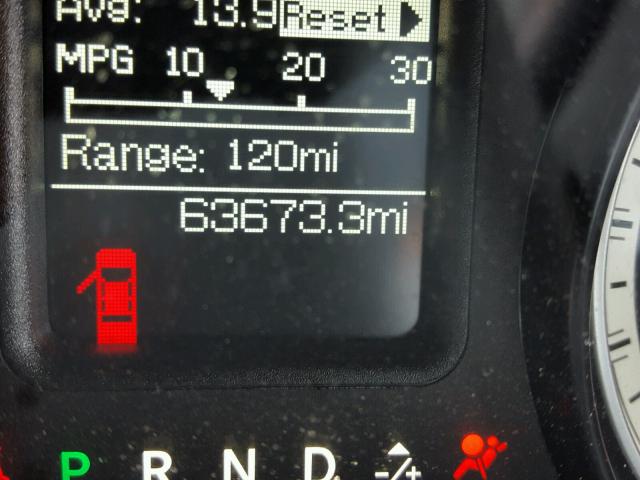 Avg: 13.9 Reset
MPG 10 20 30
Range: 120mi
63673.3mi
P R N D -/+